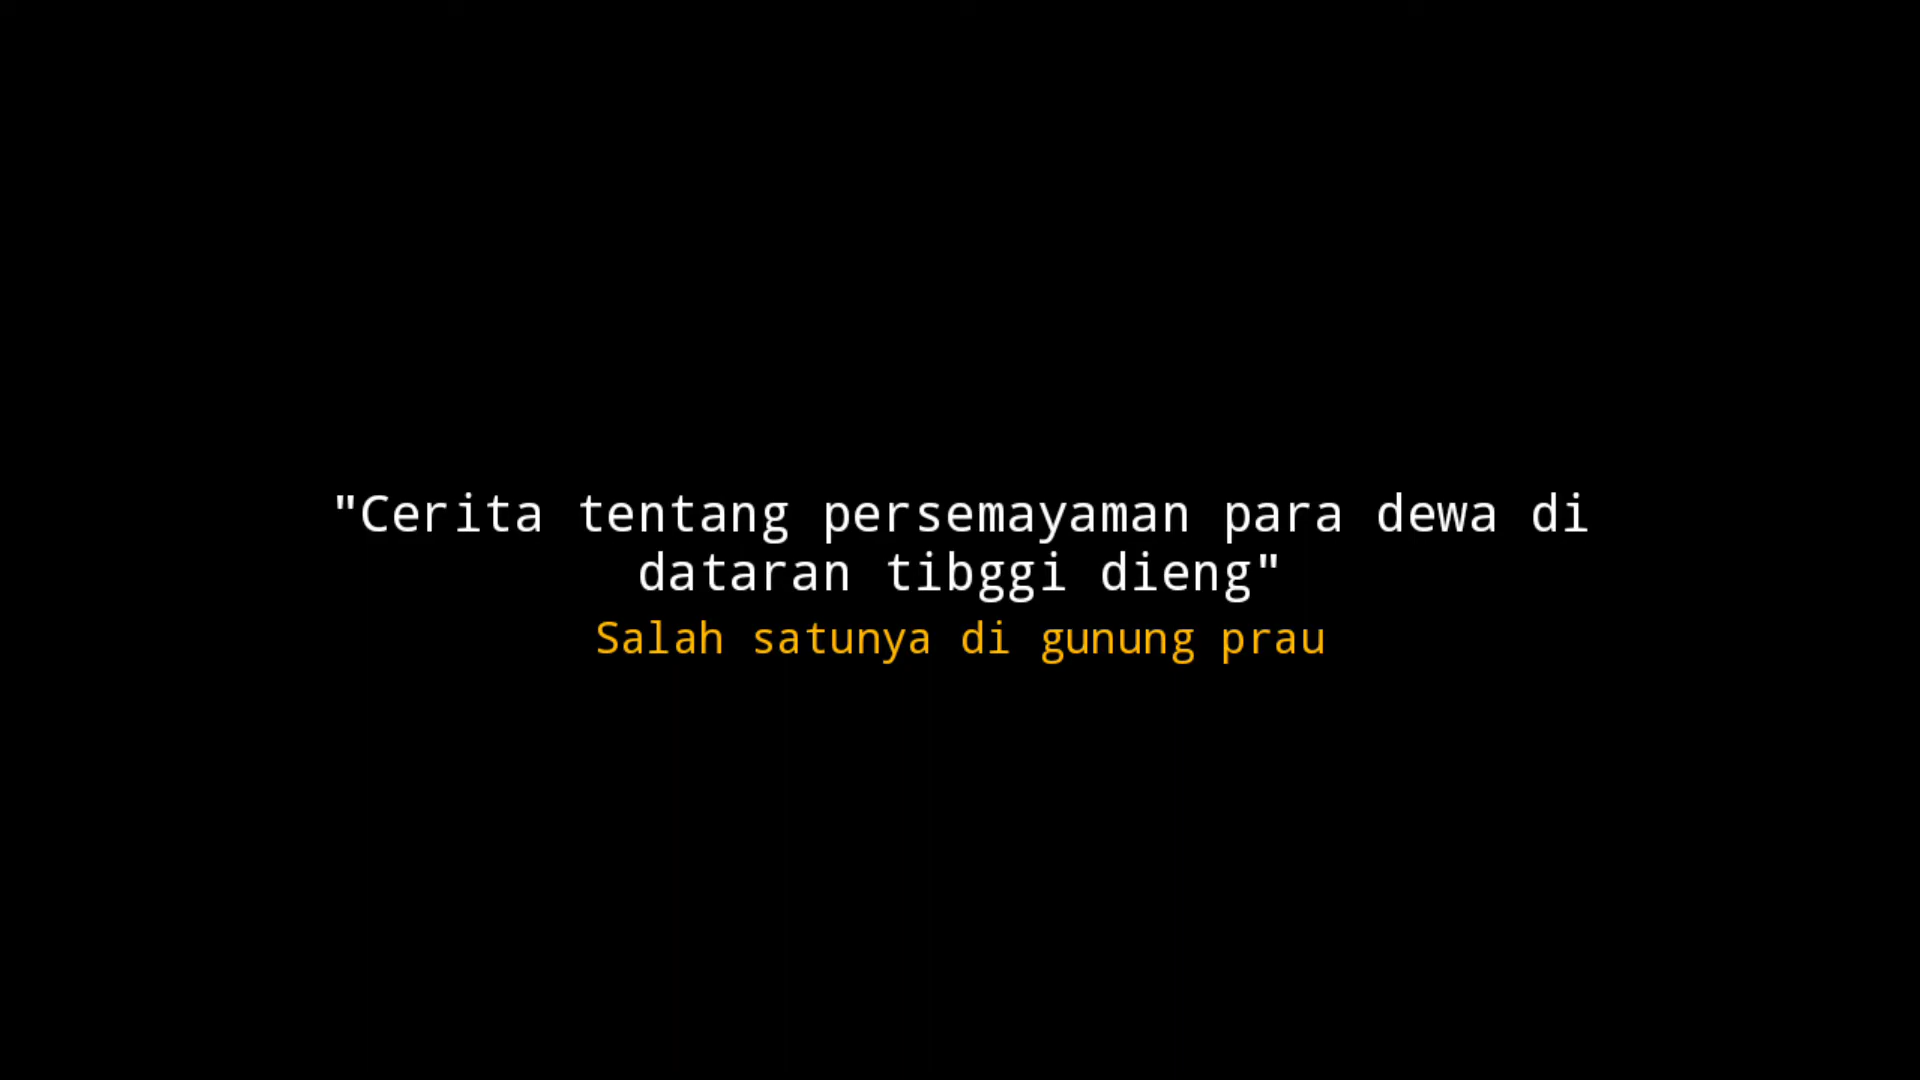 "Cerita tentang persemayaman para dewa di
dataran tibggi dieng"
Salah satunya di gunung prau